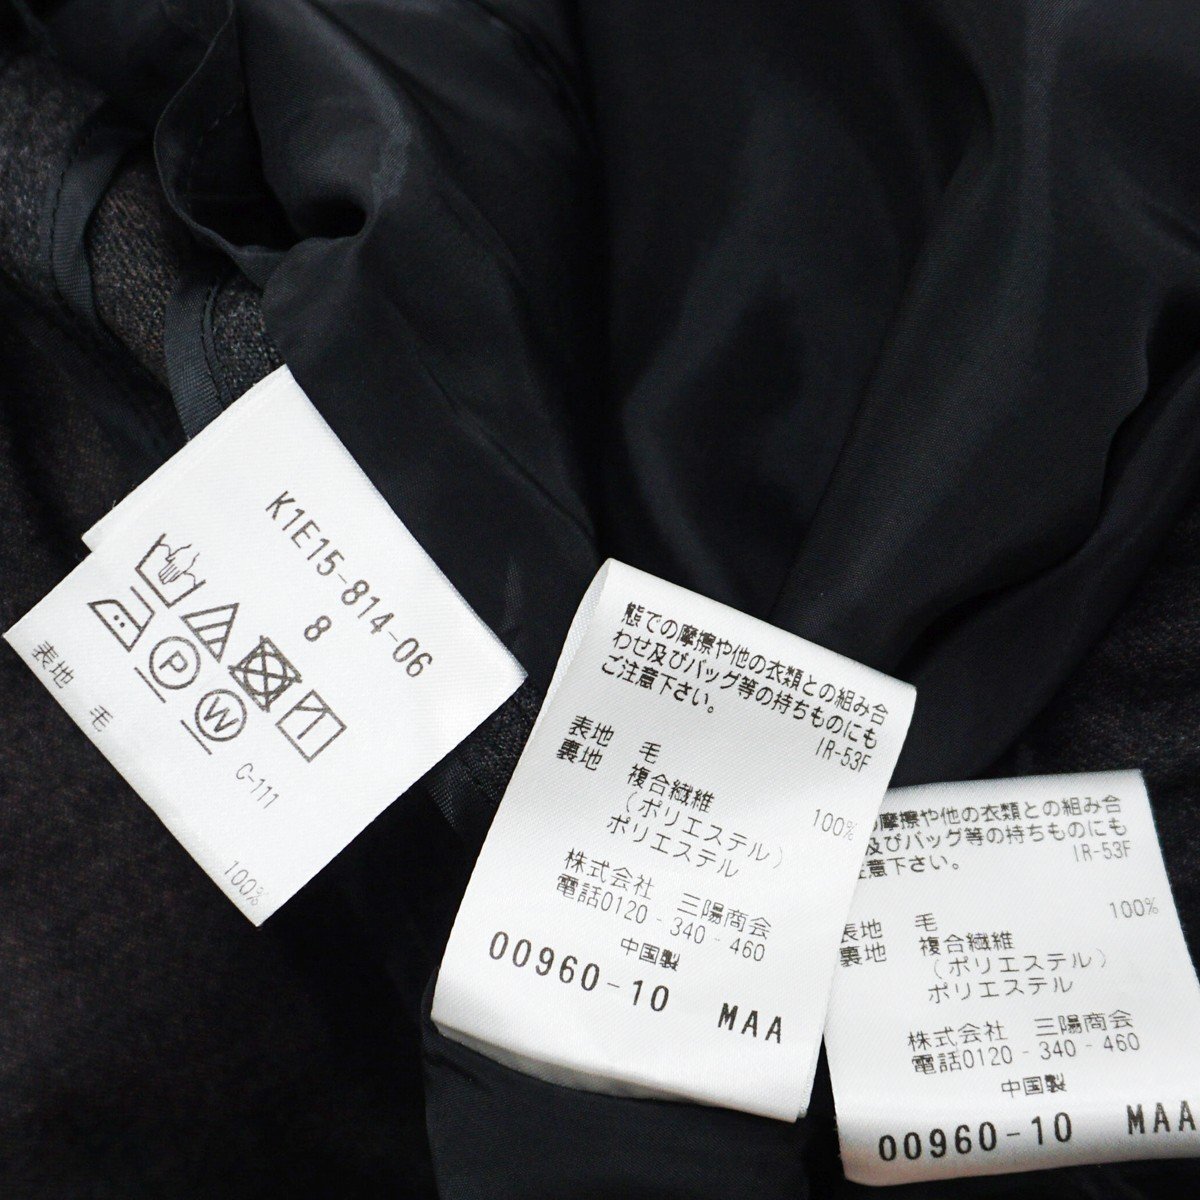 K1E15-814-06
8
P
W
C-111
表地 毛
100%
態での摩擦や他の衣類との組み合
わせ及びバッグ等の持ちものにも
ご注意下さい。
IR-53F
表地 毛 100%
裏地 複合繊維
(ポリエステル)
ポリエステル
株式会社 三陽商会
電話0120-340-460
中国製
00960-10 MAA
摩擦や他の衣類との組み合
及びバッグ等の持ちものにも
意下さい。
IR-53F
表地 毛 100%
裏地 複合繊維
(ポリエステル)
ポリエステル
株式会社 三陽商会
電話0120-340-460
中国製
00960-10 MAA